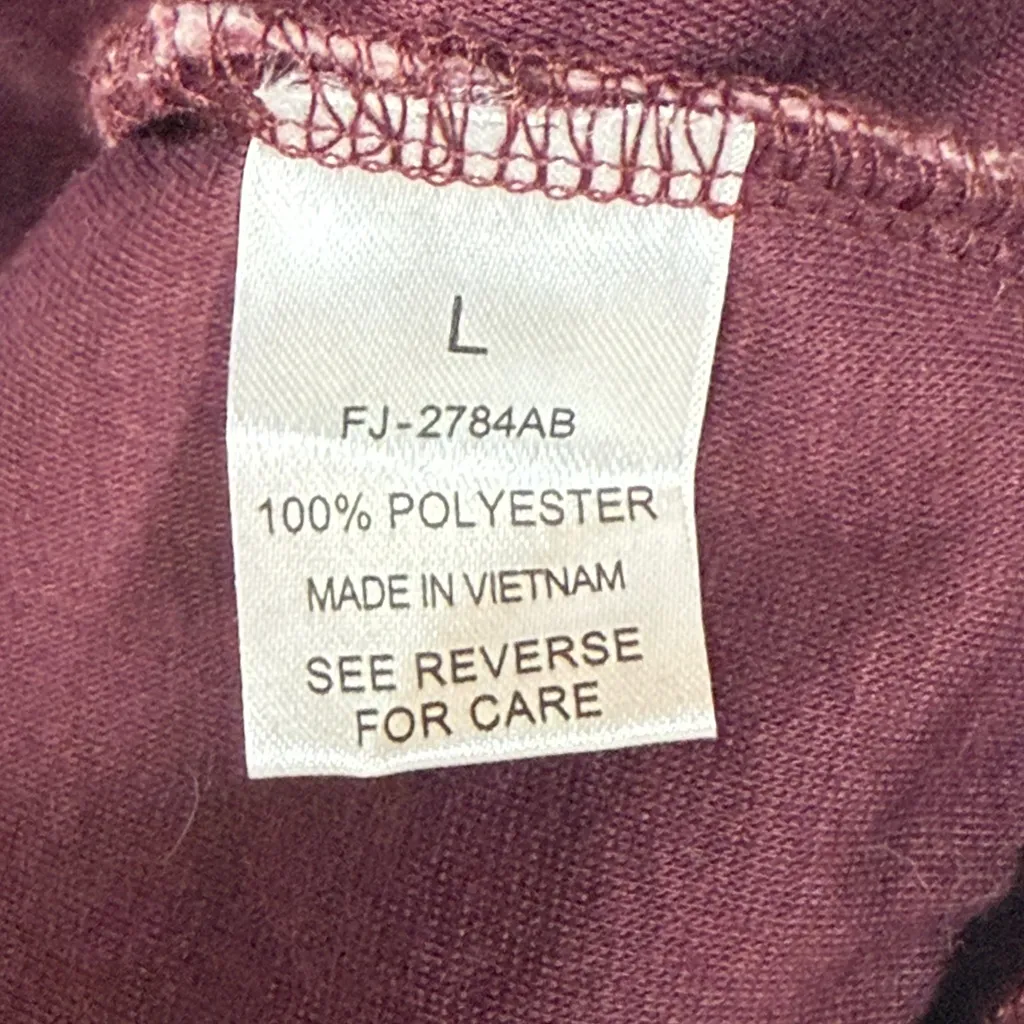 L
FJ-2784AB
100% POLYESTER
MADE IN VIETNAM
SEE REVERSE
FOR CARE